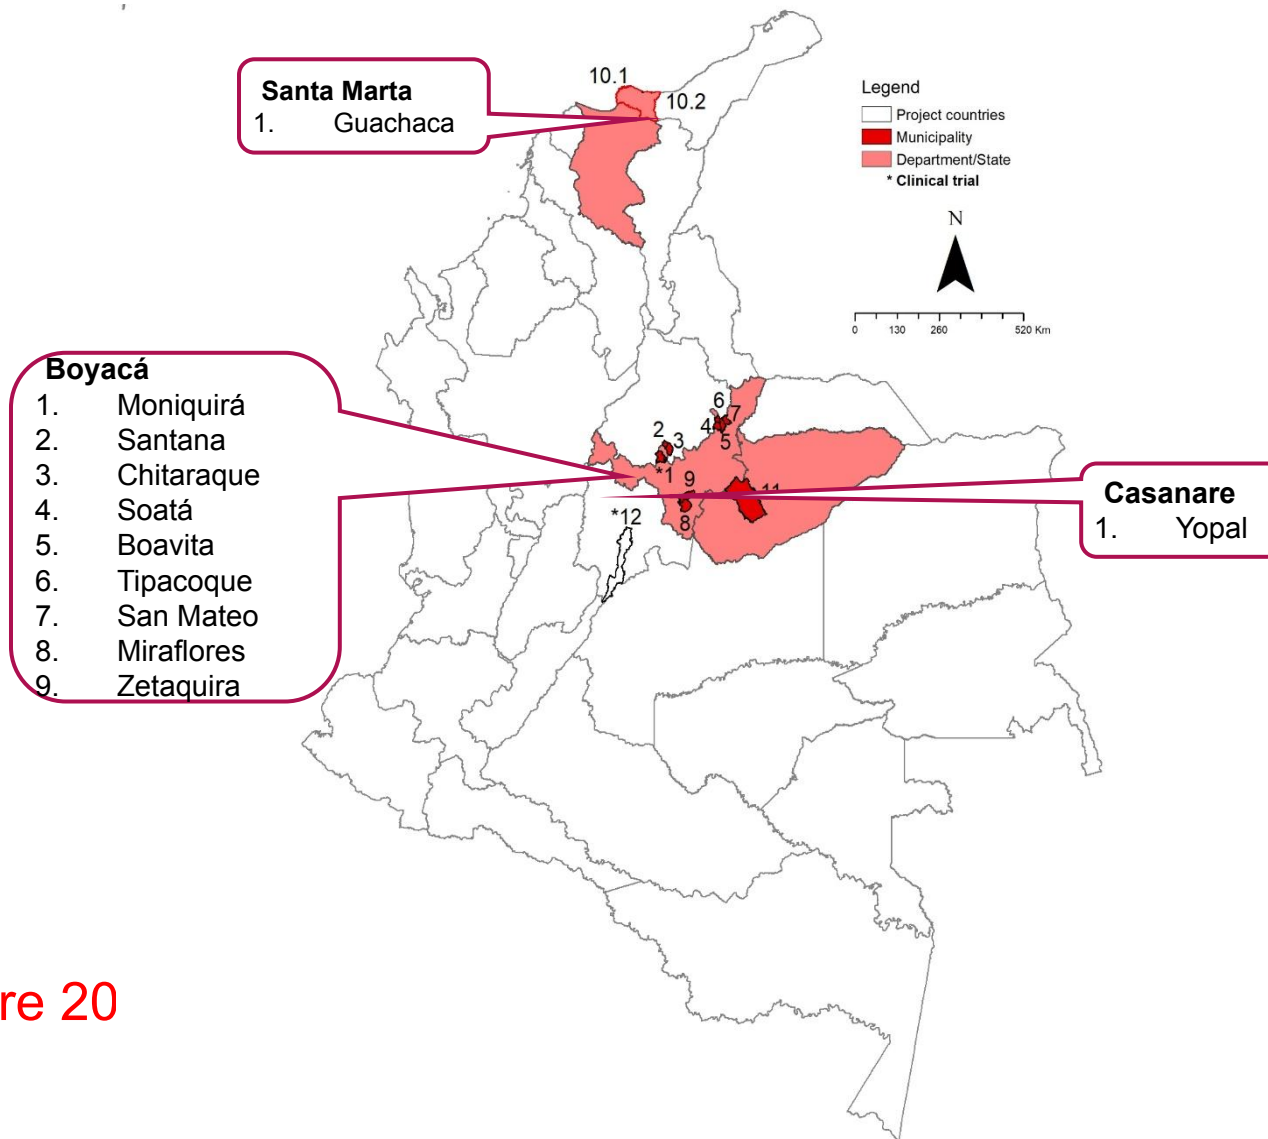 Santa Marta
1. Guachaca
10.1
10.2
Legend
Project countries
Municipality
Department/State
* Clinical trial
N
0 130 260 520 Km
Boyacá
1. Moniquirá
2. Santana
3. Chitaraque
4. Soatá
5. Boavita
6. Tipacoque
7. San Mateo
8. Miraflores
9. Zetaquira
6
7
4
5
2
3
*1
9
8
11
*12
Casanare
1. Yopal
re 20